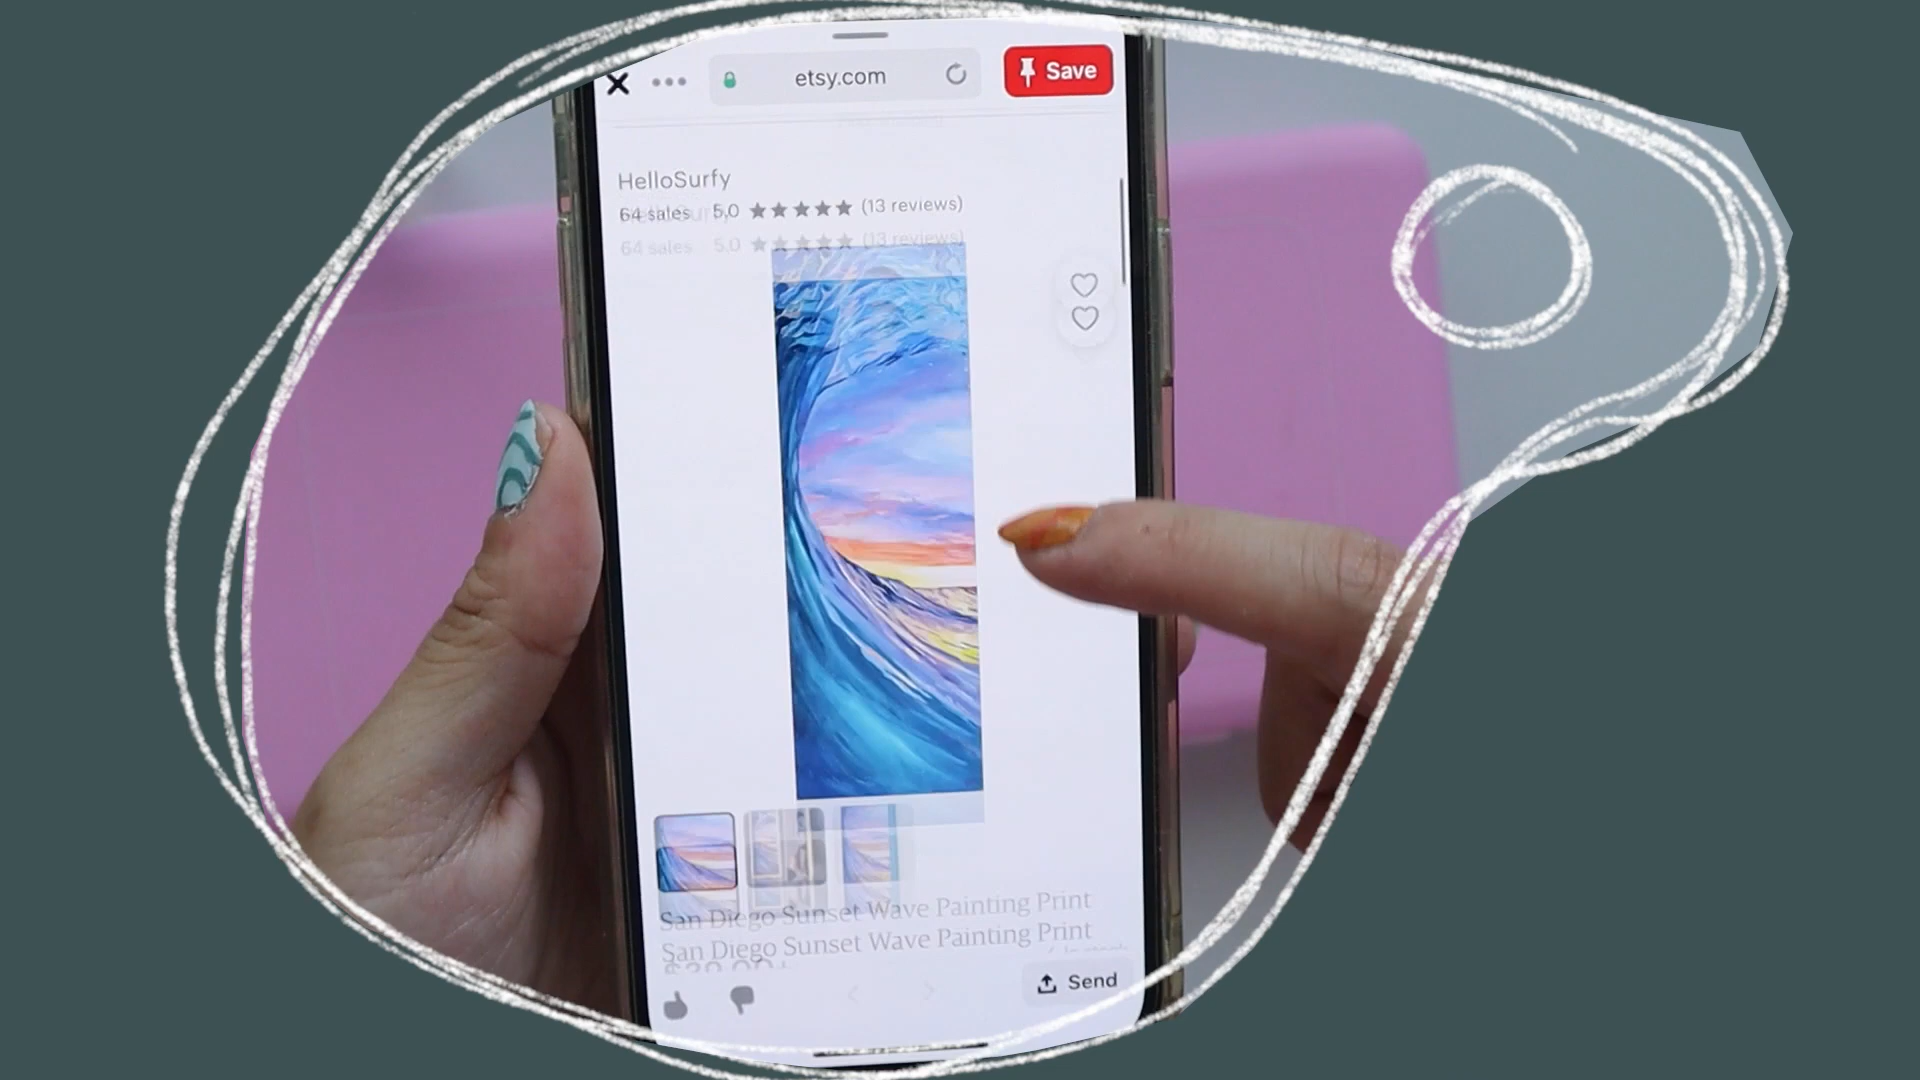 etsy.com
Save
HelloSurfy
64 sales 5.0 (13 reviews)
64 sales 5.0 (13 reviews)
San Diego Sunset Wave Painting Print
San Diego Sunset Wave Painting Print
Send